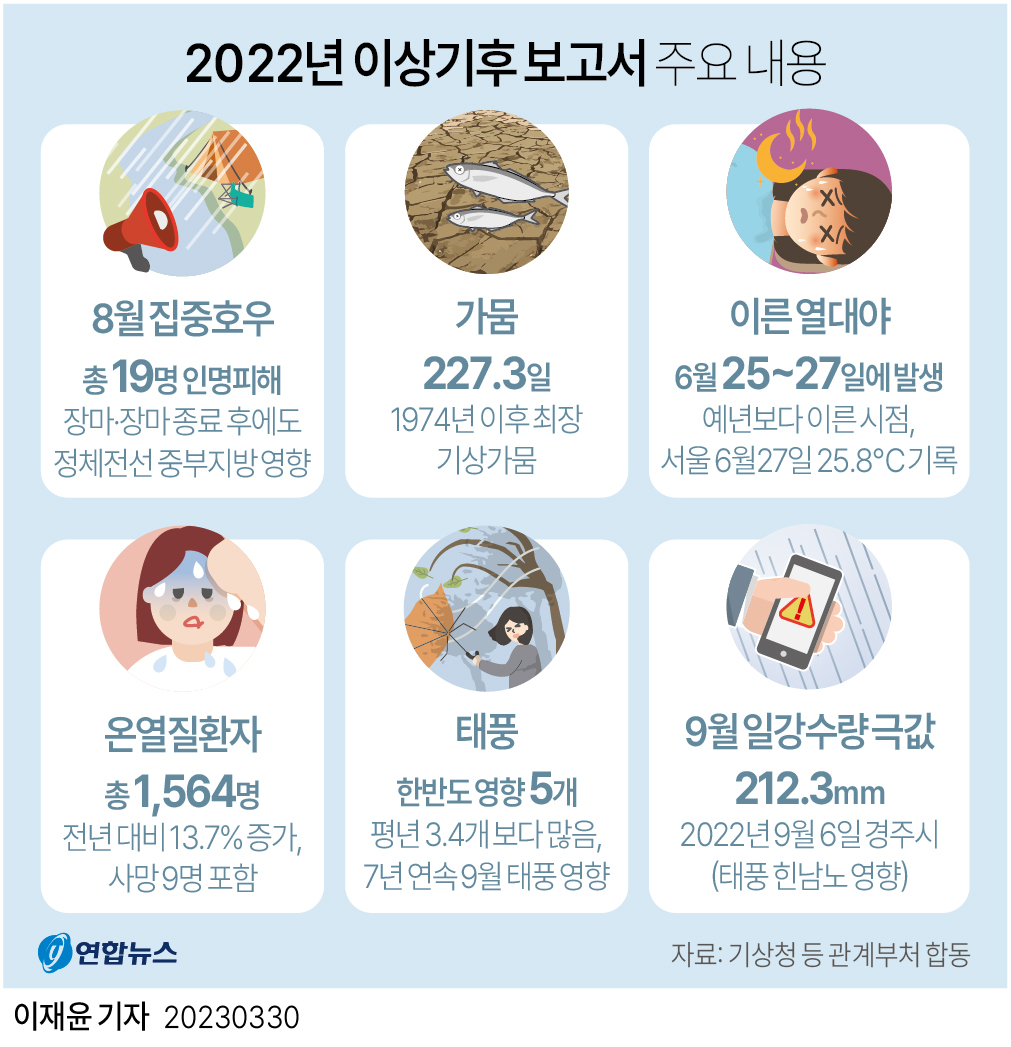 2022년 이상기후 보고서 주요 내용
8월 집중호우
총 19명 인명피해
장마·장마 종료 후에도
정체전선 중부지방 영향
가뭄
227.3일
1974년 이후 최장
기상가뭄
이른 열대야
6월 25~27일에 발생
예년보다 이른 시점,
서울 6월27일 25.8°C 기록
온열질환자
총 1,564명
전년 대비 13.7% 증가,
사망 9명 포함
태풍
한반도 영향 5개
평년 3.4개 보다 많음,
7년 연속 9월 태풍 영향
9월 일강수량 극값
212.3mm
2022년 9월 6일 경주시
(태풍 힌남노 영향)
연합뉴스
자료: 기상청 등 관계부처 합동
이재윤 기자 20230330